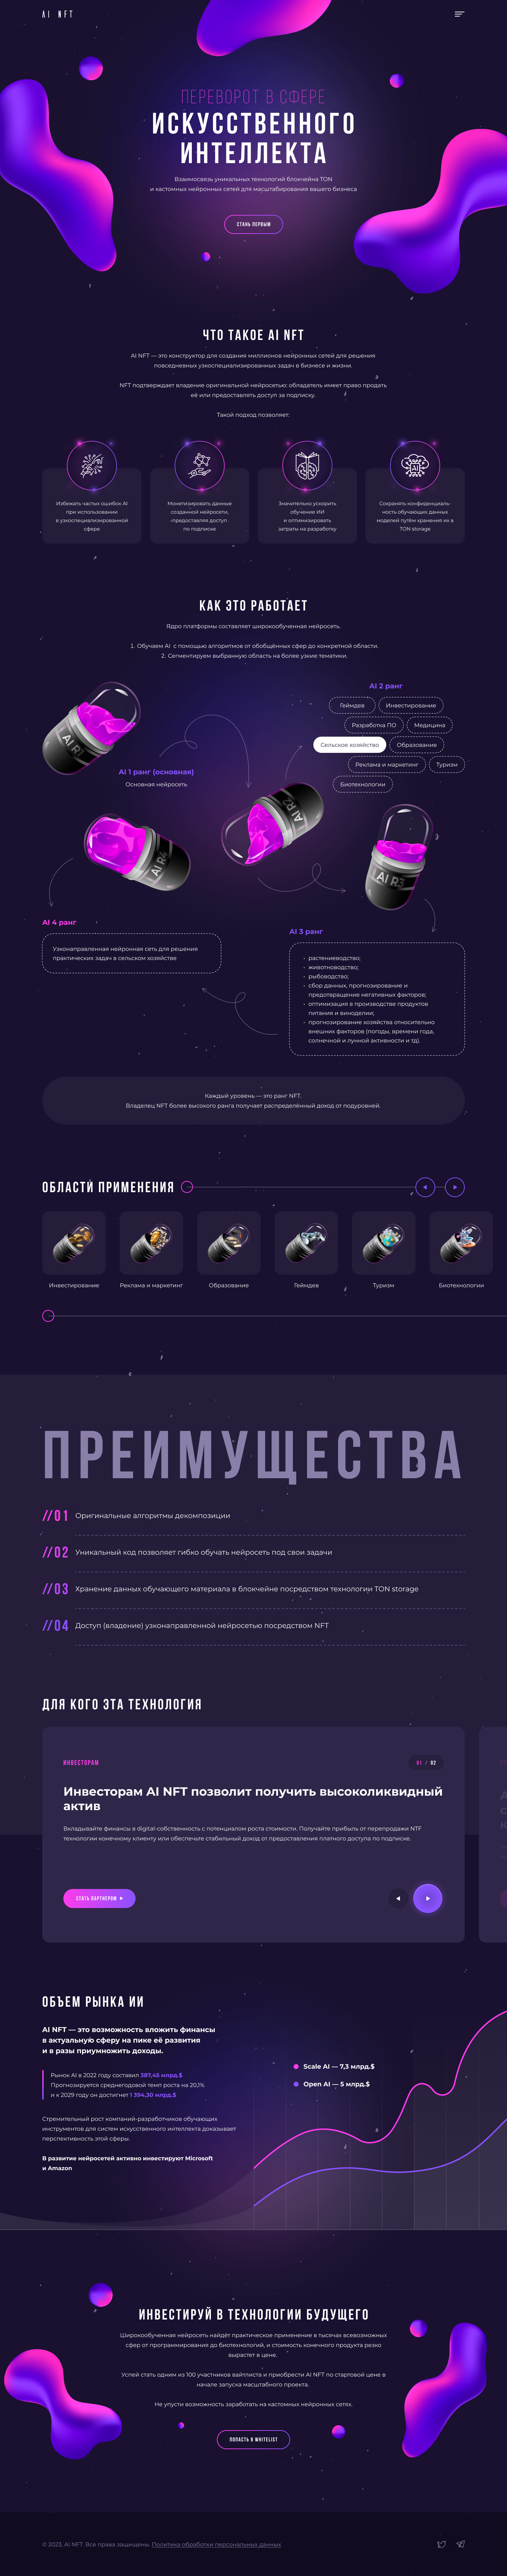 AI NFT
ПЕРЕВОРОТ В СФЕРЕ
ИСКУССТВЕННОГО
ИНТЕЛЛЕКТА
Взаимосвязь уникальных технологий блокчейна TON
и кастомных нейронных сетей для масштабирования вашего бизнеса
СТАНЬ ПЕРВЫМ
ЧТО ТАКОЕ AI NFT
AI NFT — это конструктор для создания миллионов нейронных сетей для решения
повседневных узкоспециализированных задач в бизнесе и жизни.
NFT подтверждает владение оригинальной нейросетью: обладатель имеет право продать
её или предоставлять доступ за подписку.
Такой подход позволяет:
Избежать частых ошибок AI
при использовании
в узкоспециализированной
сфере
Монетизировать данные
созданной нейросети,
предоставляя доступ
по подписке
Значительно ускорить
обучение ИИ
и оптимизировать
затраты на разработку
Сохранять конфиденциаль-
ность обучающих данных
моделей путём хранения их в
TON storage
КАК ЭТО РАБОТАЕТ
Ядро платформы составляет широкообученная нейросеть.
1. Обучаем AI с помощью алгоритмов от обобщённых сфер до конкретной области.
2. Сегментируем выбранную область на более узкие тематики.
AI 2 ранг
Геймдев
Инвестирование
Разработка ПО
Медицина
Сельское хозяйство
Образование
Реклама и маркетинг
Туризм
Биотехнологии
AI 1 ранг (основная)
Основная нейросеть
AI R3
AI 4 ранг
Узконаправленная нейронная сеть для решения
практических задач в сельском хозяйстве
AI 3 ранг
• растениеводство;
• животноводство;
• рыбоводство;
• сбор данных, прогнозирование и
предотвращение негативных факторов;
• оптимизация в производстве продуктов
питания и виноделии;
• прогнозирование хозяйства относительно
внешних факторов (погоды, времени года,
солнечной и лунной активности и тд).
Каждый уровень — это ранг NFT.
Владелец NFT более высокого ранга получает распределённый доход от подуровней.
ОБЛАСТИ ПРИМЕНЕНИЯ
Инвестирование
Реклама и маркетинг
Образование
Геймдев
Туризм
Биотехнологии
ПРЕИМУЩЕСТВА
//01 Оригинальные алгоритмы декомпозиции
//02 Уникальный код позволяет гибко обучать нейросеть под свои задачи
//03 Хранение данных обучающего материала в блокчейне посредством технологии TON storage
//04 Доступ (владение) узконаправленной нейросетью посредством NFT
ДЛЯ КОГО ЭТА ТЕХНОЛОГИЯ
ИНВЕСТОРАМ
01 / 02
Инвесторам AI NFT позволит получить высоколиквидный
актив
Вкладывайте финансы в digital-собственность с потенциалом роста стоимости. Получайте прибыль от перепродажи NTF
технологии конечному клиенту или обеспечьте стабильный доход от предоставления платного доступа по подписке.
СТАТЬ ПАРТНЕРОМ
ОБЪЕМ РЫНКА ИИ
AI NFT — это возможность вложить финансы
в актуальную сферу на пике её развития
и в разы приумножить доходы.
Рынок AI в 2022 году составил 387,45 млрд.$
Прогнозируется среднегодовой темп роста на 20,1%
и к 2029 году он достигнет 1 394,30 млрд.$
Стремительный рост компаний-разработчиков обучающих
инструментов для систем искусственного интеллекта доказывает
перспективность этой сферы.
В развитие нейросетей активно инвестируют Microsoft
и Amazon
Scale AI — 7,3 млрд.$
Open AI — 5 млрд.$
ИНВЕСТИРУЙ В ТЕХНОЛОГИИ БУДУЩЕГО
Широкообученная нейросеть найдёт практическое применение в тысячах всевозможных
сфер от программирования до биотехнологий, и стоимость конечного продукта резко
вырастет в цене.
Успей стать одним из 100 участников вайтлиста и приобрести AI NFT по стартовой цене в
начале запуска масштабного проекта.
Не упусти возможность заработать на кастомных нейронных сетях.
ПОПАСТЬ В WHITELIST
© 2023, AI NFT. Все права защищены. Политика обработки персональных данных